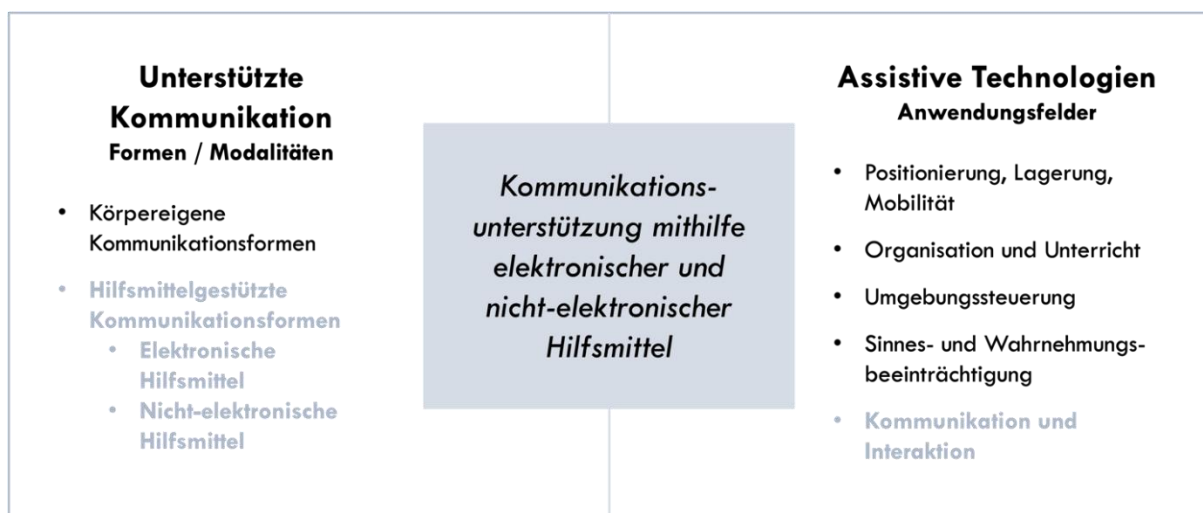 Unterstützte
Kommunikation
Formen / Modalitäten
• Körpereigene
Kommunikationsformen
• Hilfsmittelgestützte
Kommunikationsformen
• Elektronische
Hilfsmittel
• Nicht-elektronische
Hilfsmittel
Kommunikations-
unterstützung mithilfe
elektronischer und
nicht-elektronischer
Hilfsmittel
Assistive Technologien
Anwendungsfelder
• Positionierung, Lagerung,
Mobilität
• Organisation und Unterricht
• Umgebungssteuerung
• Sinnes- und Wahrnehmungs-
beeinträchtigung
• Kommunikation und
Interaktion